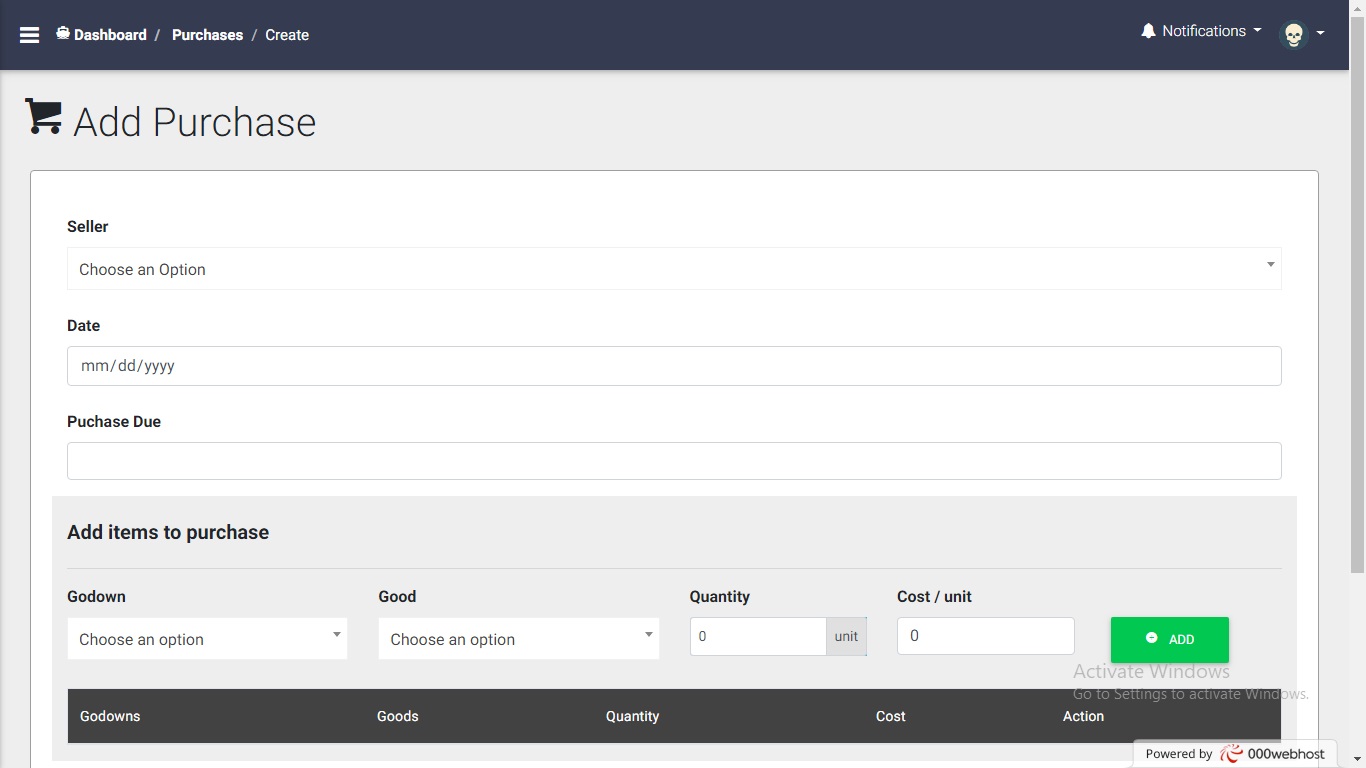 Dashboard / Purchases / Create
Notifications
Add Purchase
Seller
Choose an Option
Date
mm/dd/yyyy
Puchase Due
Add items to purchase
Godown Good Quantity Cost / unit
Choose an option Choose an option 0 unit 0 ADD
Activate Windows
Go to Settings to activate Windows.
Godowns Goods Quantity Cost Action
Powered by 000webhost